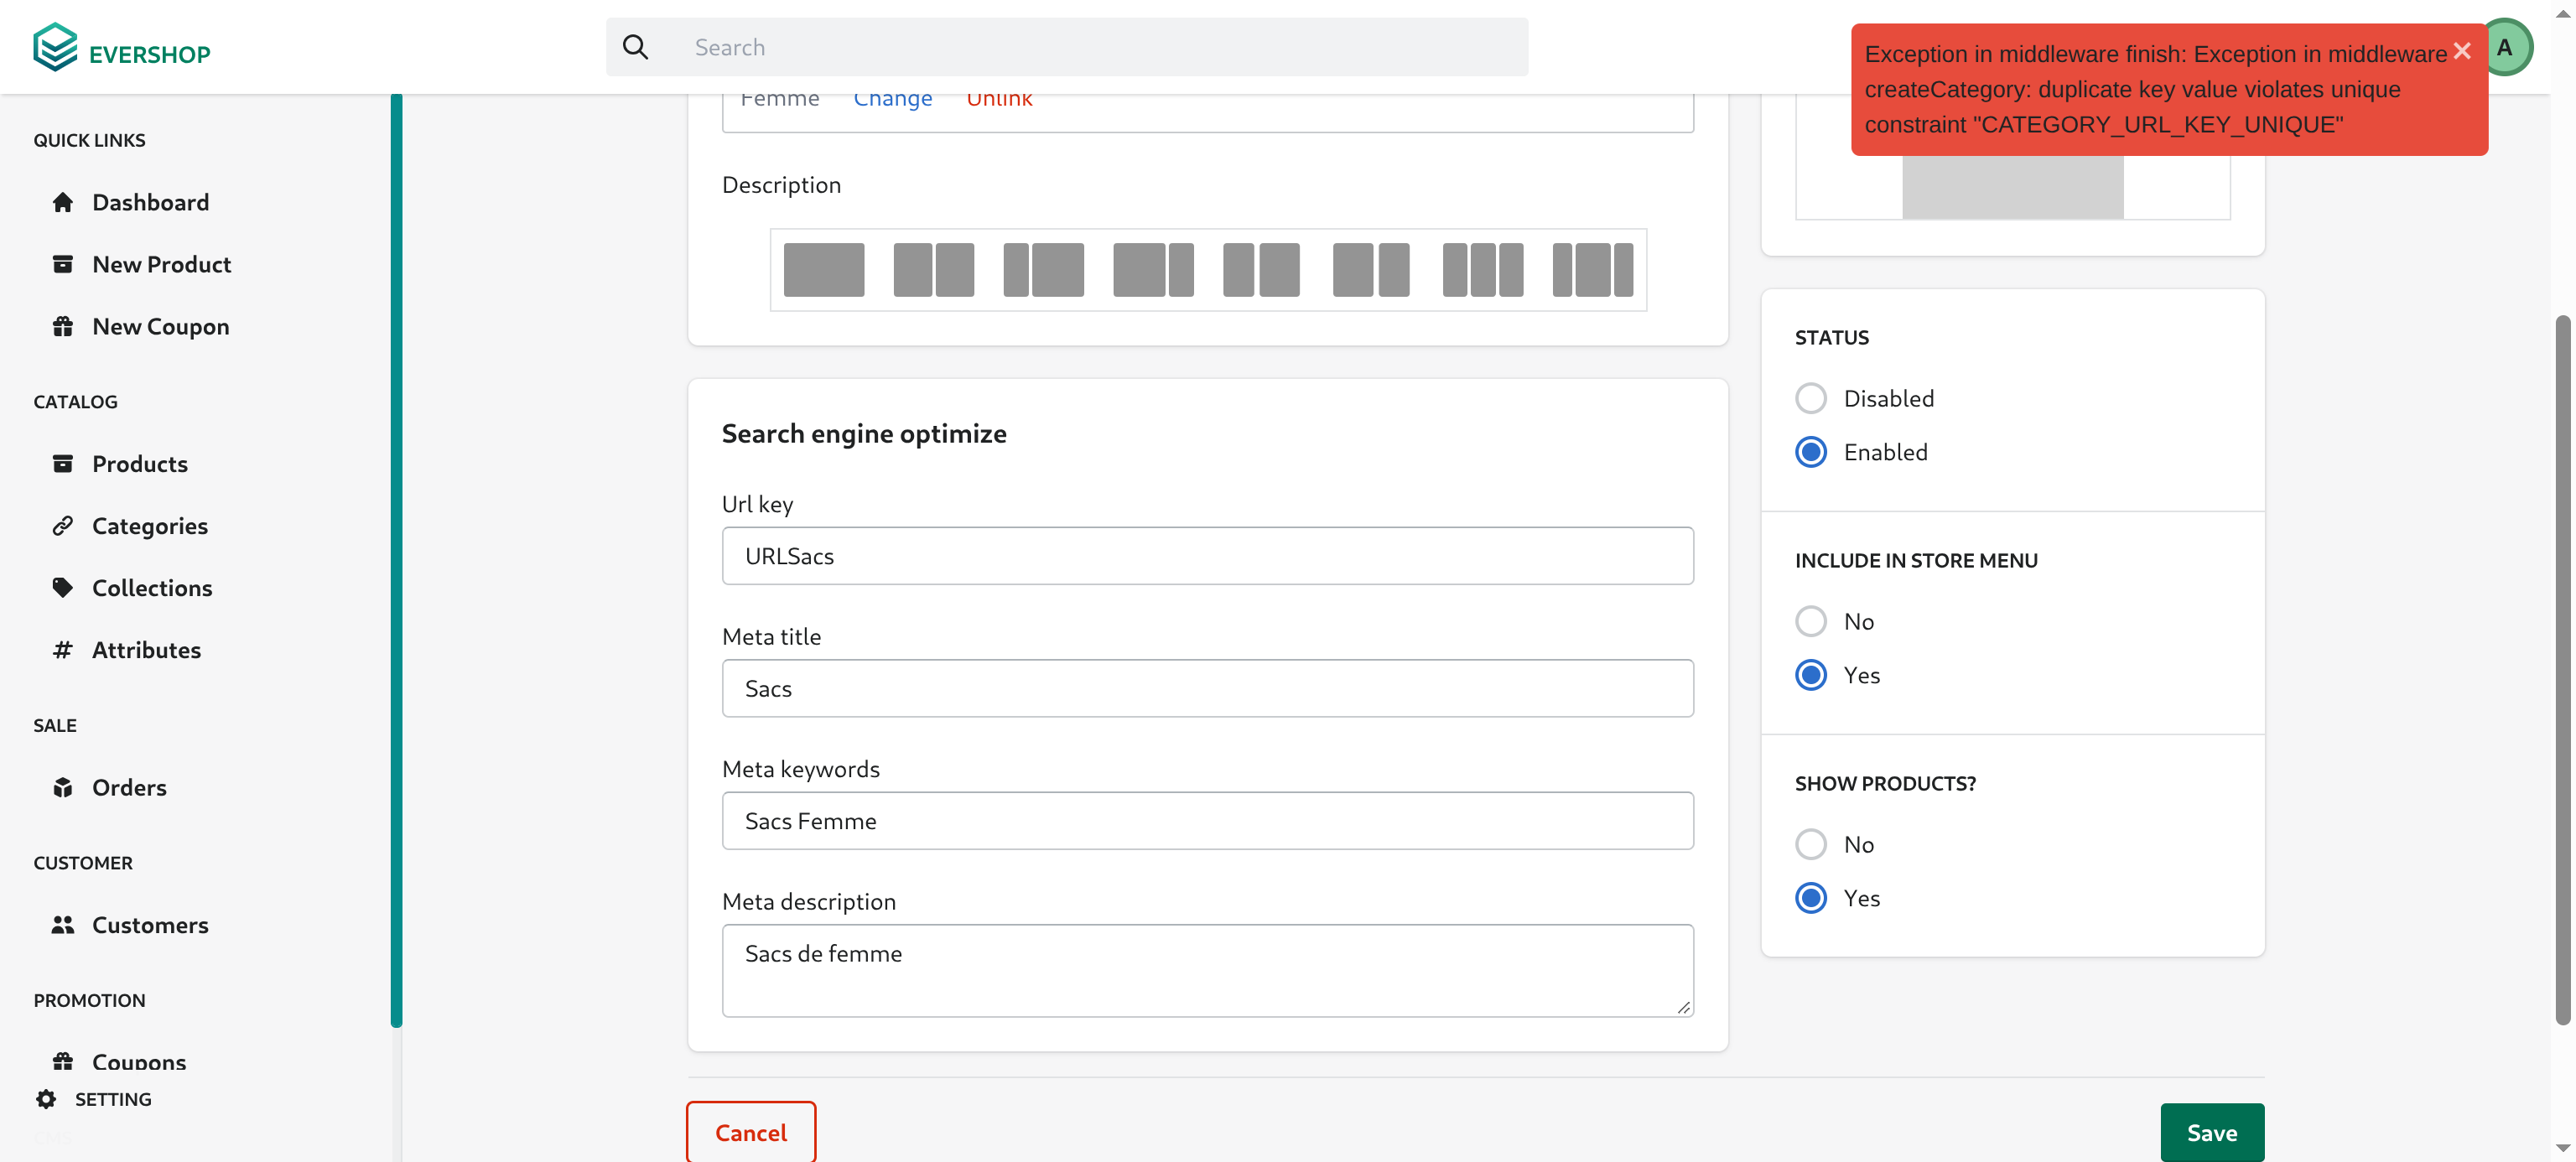 EVERSHOP
Search
Exception in middleware finish: Exception in middleware
createCategory: duplicate key value violates unique
constraint "CATEGORY_URL_KEY_UNIQUE"
A
QUICK LINKS
Dashboard
New Product
New Coupon
CATALOG
Products
Categories
Collections
Attributes
SALE
Orders
CUSTOMER
Customers
PROMOTION
Coupons
SETTING
Femme Change Unlink
Description
Search engine optimize
Url key
URLSacs
Meta title
Sacs
Meta keywords
Sacs Femme
Meta description
Sacs de femme
Cancel
STATUS
Disabled
Enabled
INCLUDE IN STORE MENU
No
Yes
SHOW PRODUCTS?
No
Yes
Save